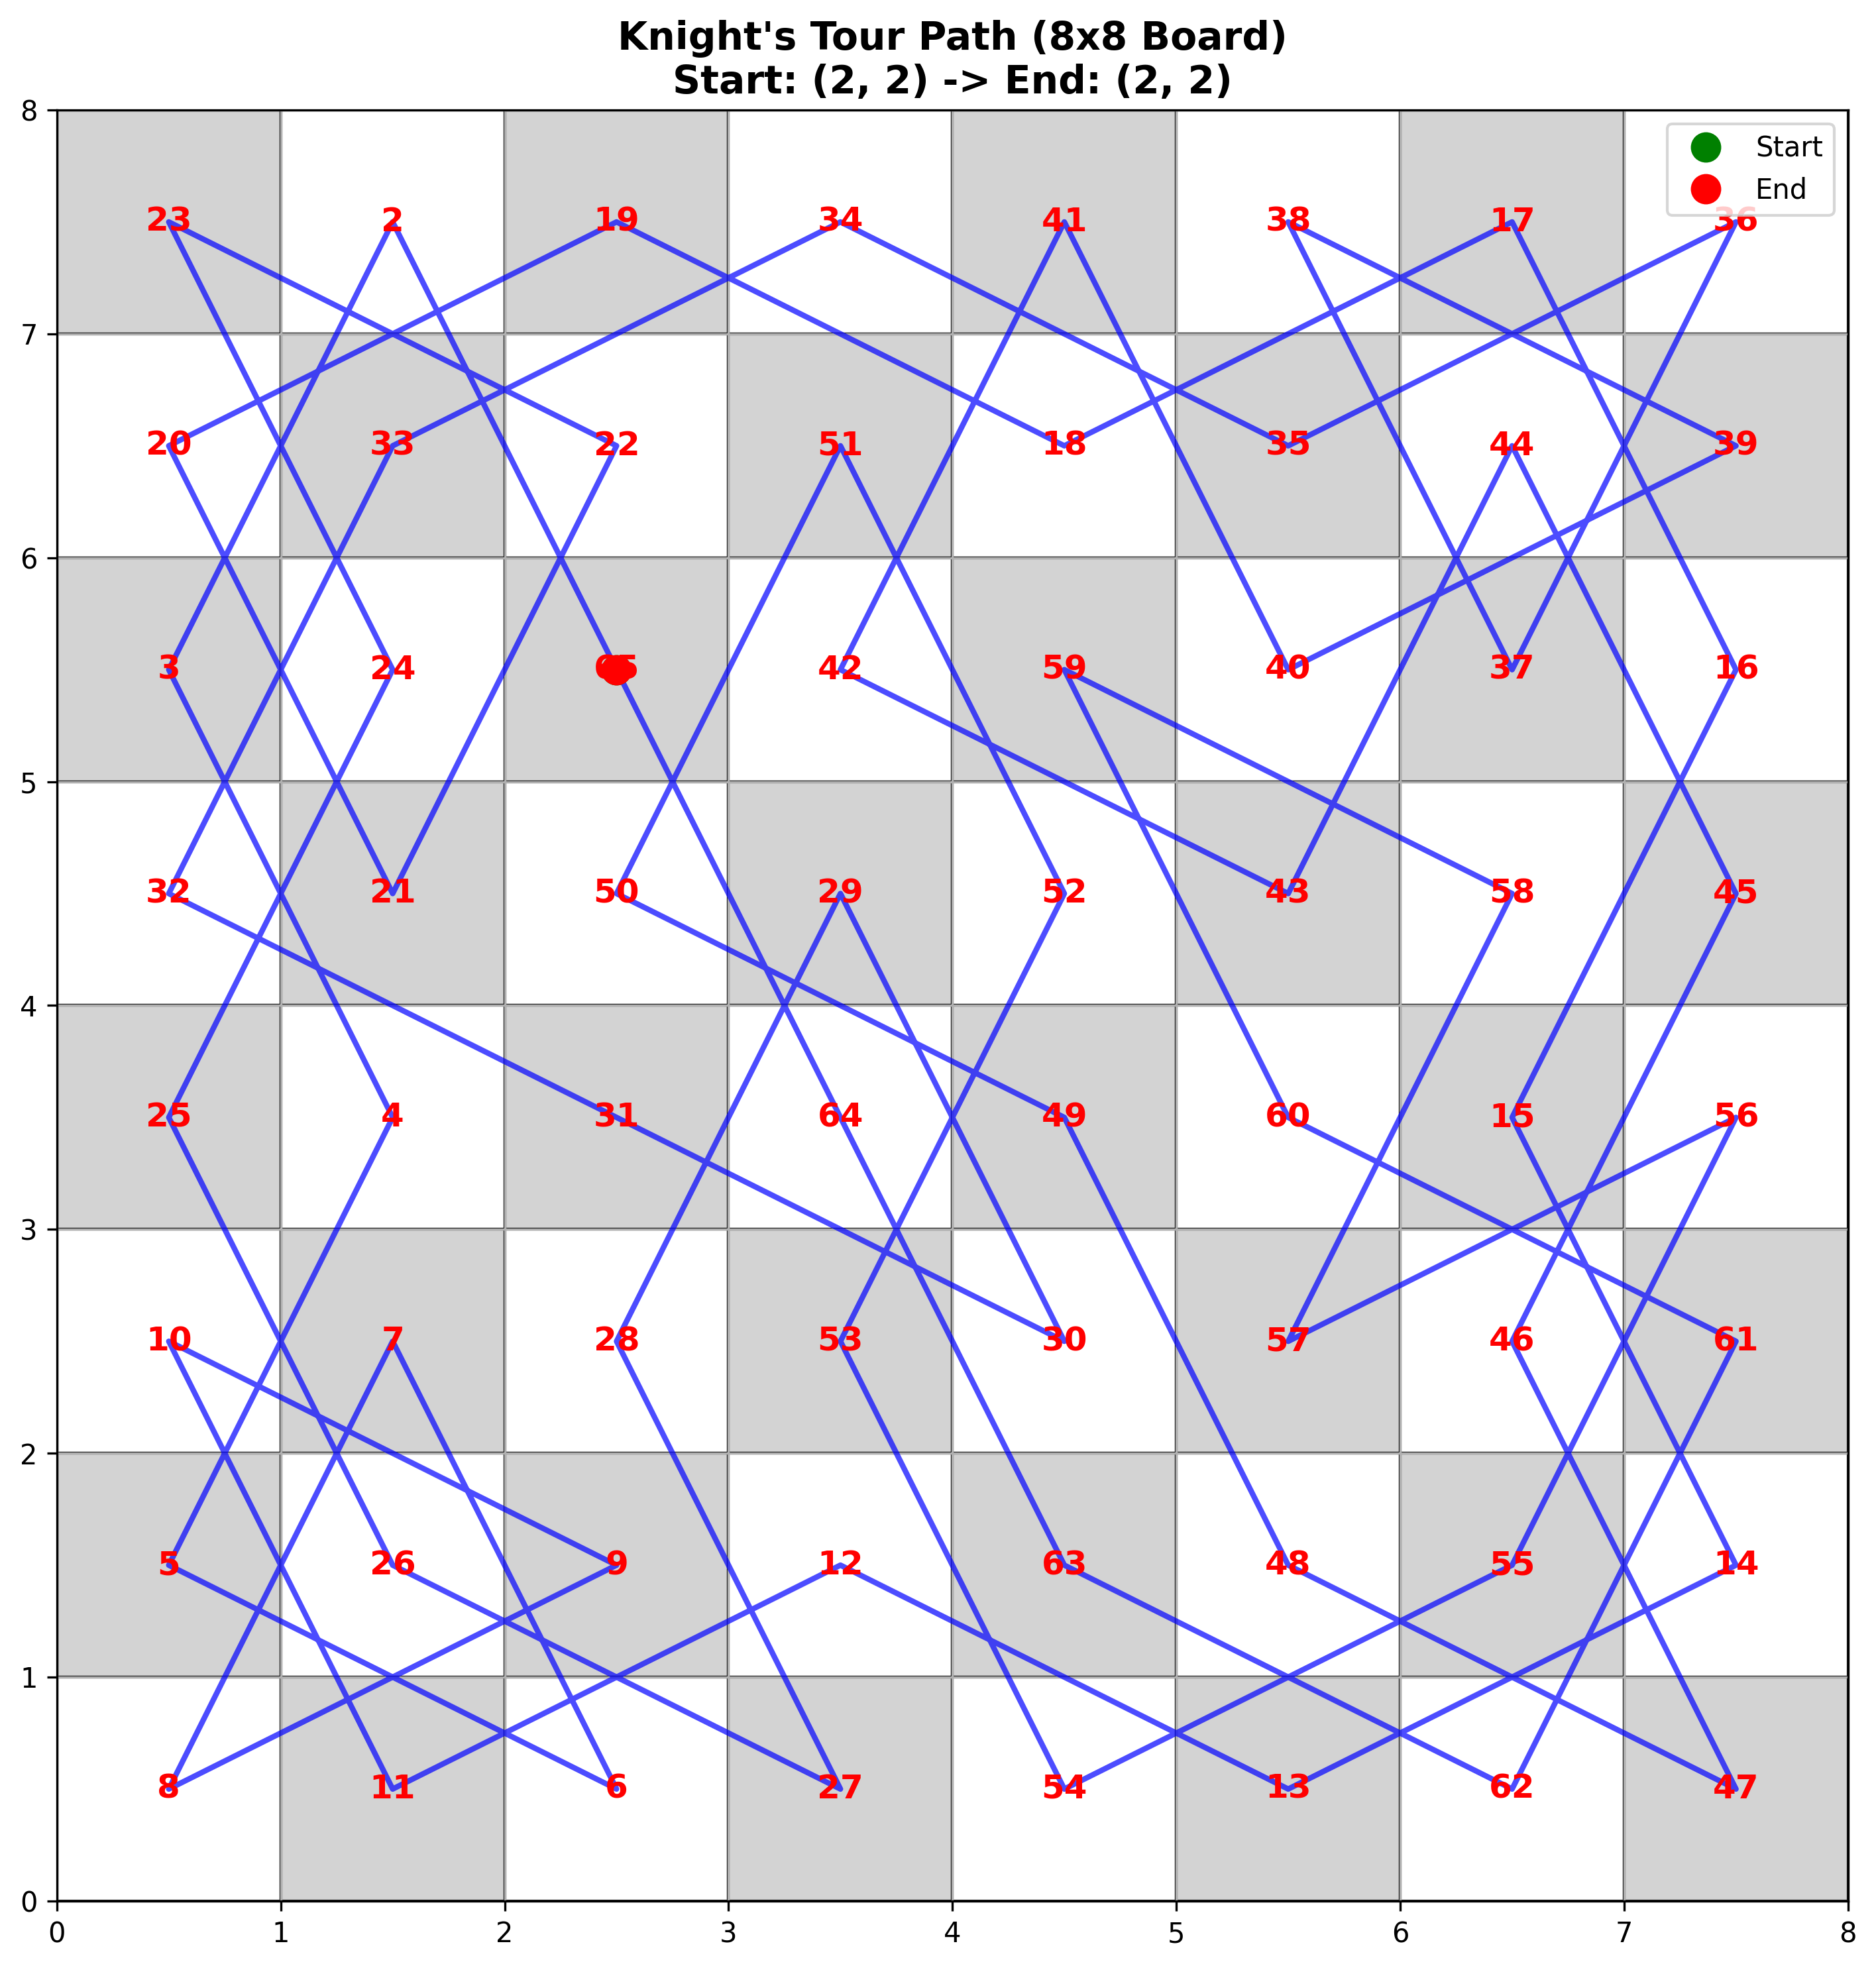 Knight's Tour Path (8x8 Board)
Start: (2, 2) -> End: (2, 2)
8
Start
End
23 2 19 34 41 38 17 36
7
20 33 22 51 18 35 44 39
6
3 24 42 59 40 37 16
5
32 21 50 29 52 43 58 45
4
25 4 31 64 49 60 15 56
3
10 7 28 53 30 57 46 61
2
5 26 9 12 63 48 55 14
1
8 11 6 27 54 13 62 47
0
0 1 2 3 4 5 6 7 8